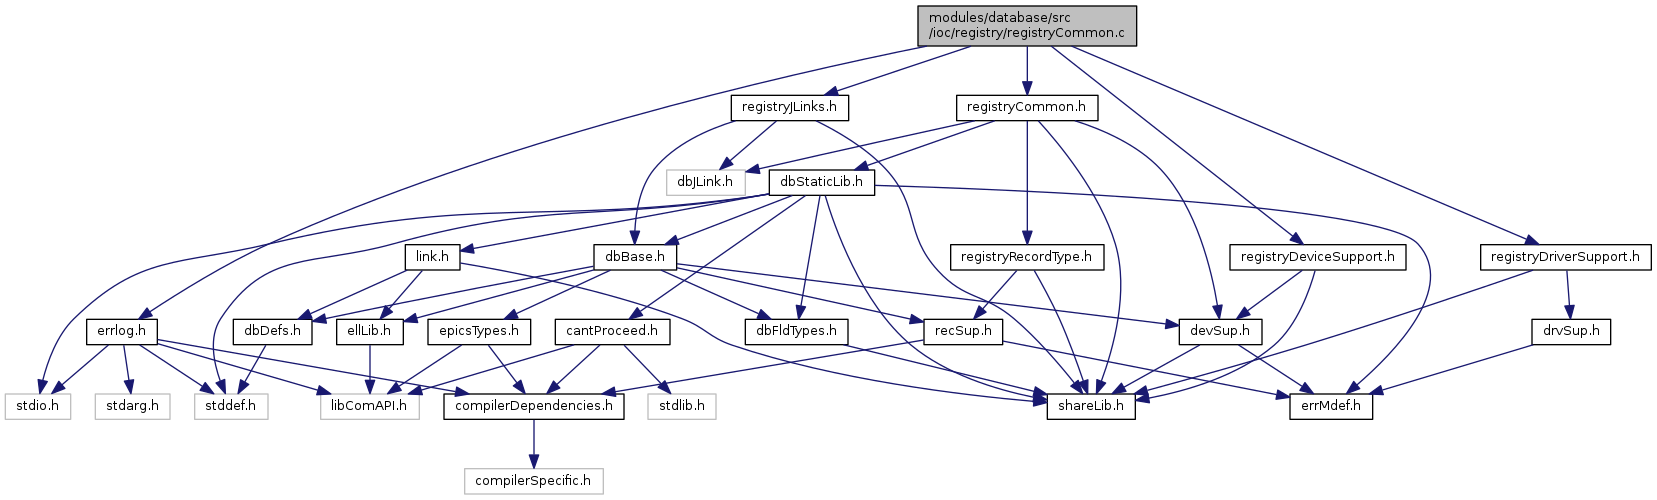 modules/database/src
/ioc/registry/registryCommon.c
registryJLinks.h
registryCommon.h
dbJLink.h
dbStaticLib.h
link.h
dbBase.h
registryRecordType.h
registryDeviceSupport.h
registryDriverSupport.h
errlog.h
dbDefs.h
ellLib.h
epicsTypes.h
cantProceed.h
dbFldTypes.h
recSup.h
devSup.h
drvSup.h
stdio.h
stdarg.h
stddef.h
libComAPI.h
compilerDependencies.h
stdlib.h
shareLib.h
errMdef.h
compilerSpecific.h